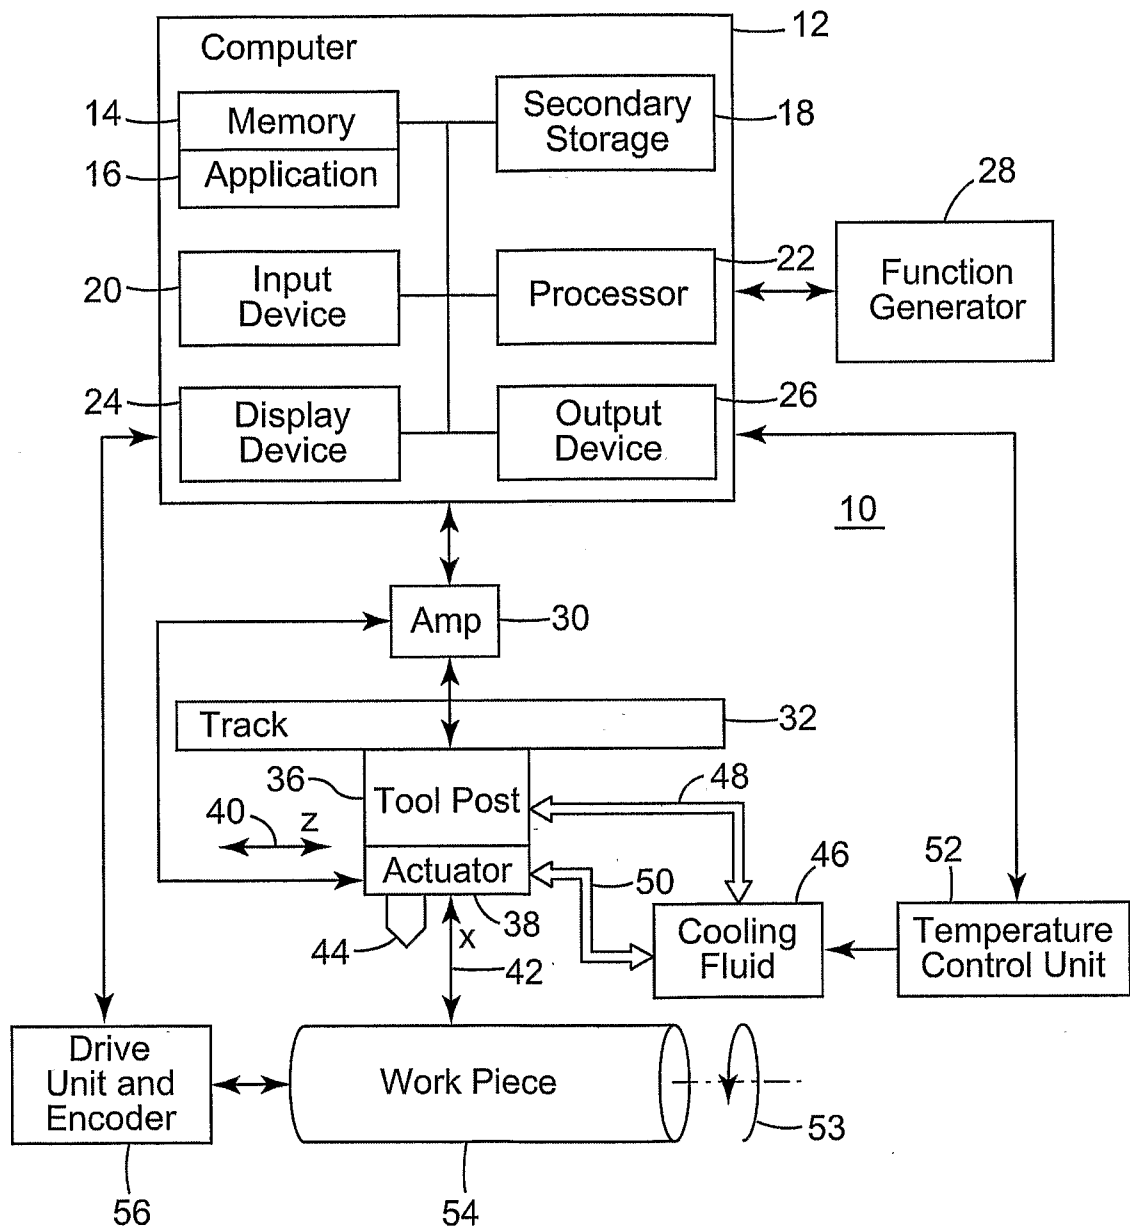 12
Computer
14
Memory
Secondary
Storage
18
16
Application
28
20
Input
Device
Processor
22
Function
Generator
24
Display
Device
Output
Device
26
10
Amp
30
Track
32
36
Tool Post
48
40
z
Actuator
50
46
52
44
38
x
42
Cooling
Fluid
Temperature
Control Unit
Drive
Unit and
Encoder
Work Piece
53
56
54